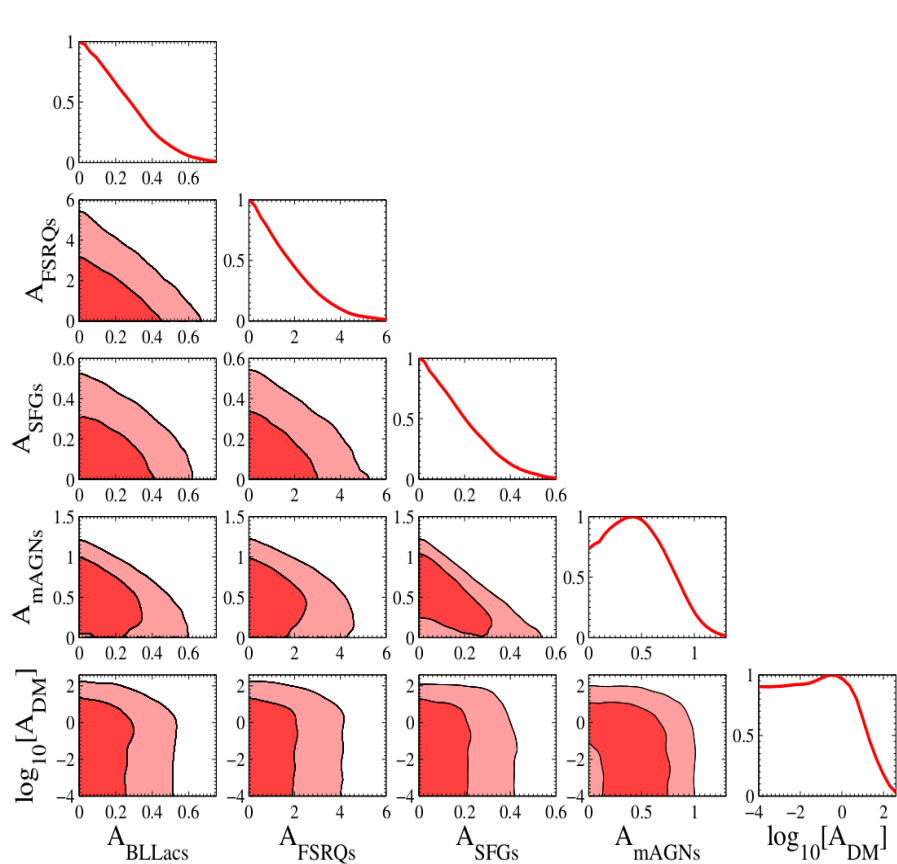 1
0.5
0
0 0.2 0.4 0.6
A_FSRQs
6 1
4
0.5
2
0 0
0 0.2 0.4 0.6 0 2 4 6
A_SFGs
0.6 0.6 1
0.4 0.4
0.5
0.2 0.2
0 0 0
0 0.2 0.4 0.6 0 2 4 6 0 0.2 0.4 0.6
A_mAGNs
1.5 1.5 1.5 1
1 1 1
0.5 0.5 0.5 0.5
0 0 0 0
0 0.2 0.4 0.6 0 2 4 6 0 0.2 0.4 0.6 0 0.5 1
log10[A_DM]
2 2 2 2 1
0 0 0 0
0.5
−2 −2 −2 −2
−4 −4 −4 −4 0
0 0.2 0.4 0.6 0 2 4 6 0 0.2 0.4 0.6 0 0.5 1 −4 −2 0 2
A_BLLacs A_FSRQs A_SFGs A_mAGNs log10[A_DM]